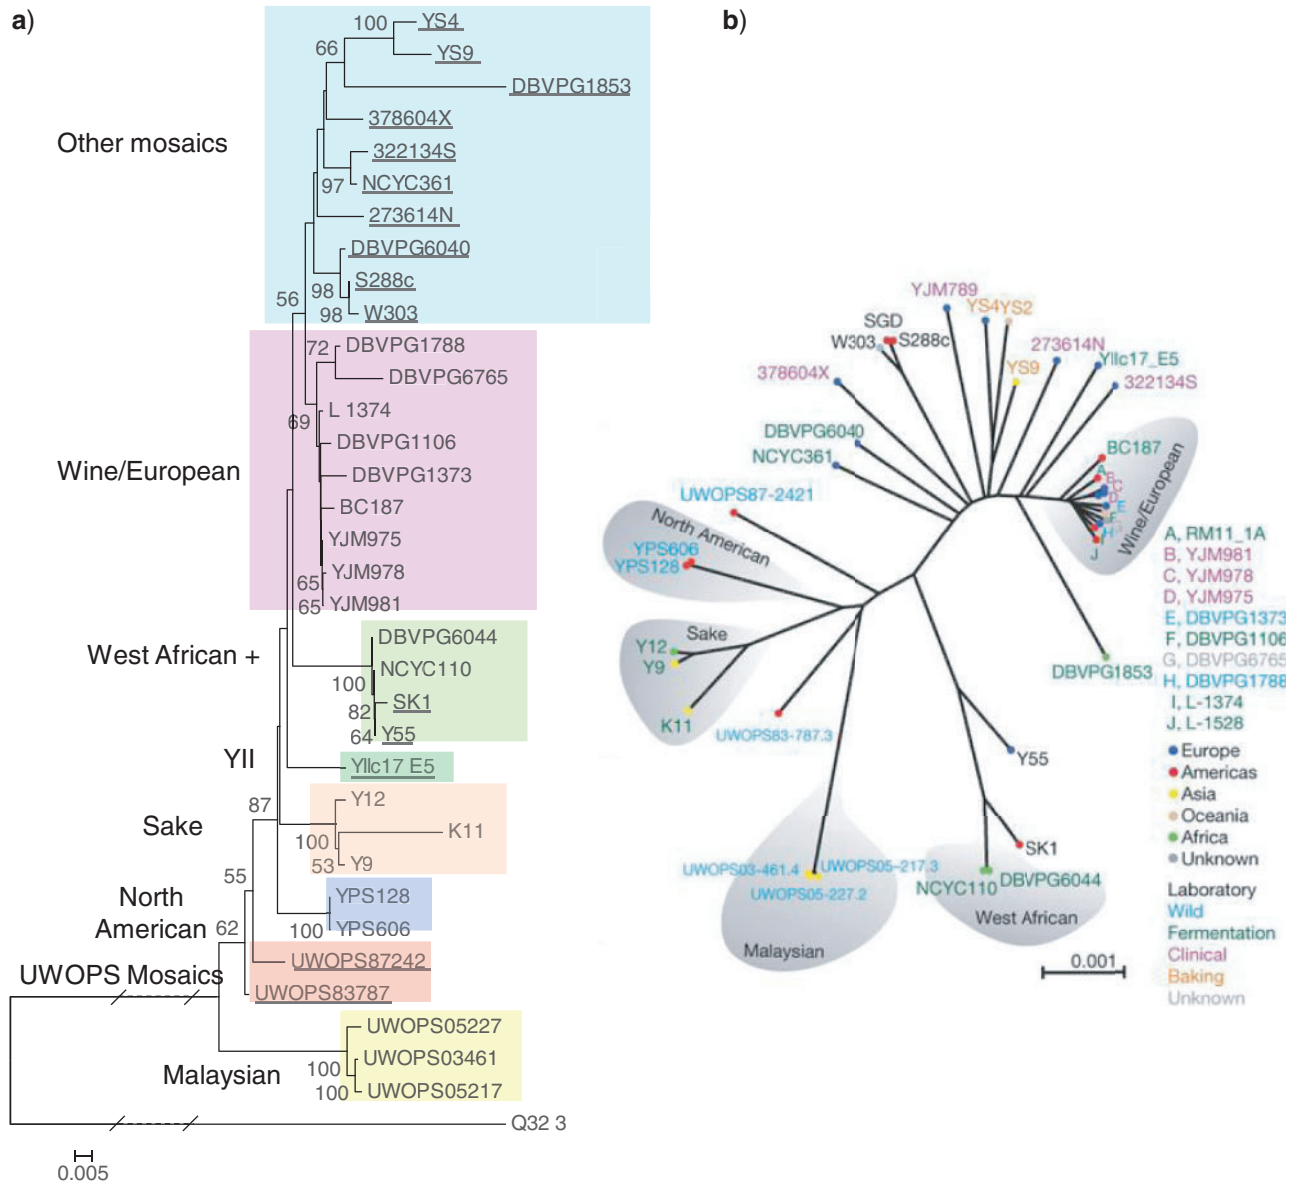 a)
100
YS4
66
YS9
DBVPG1853
Other mosaics
378604X
322134S
97
NCYC361
273614N
DBVPG6040
S288c
56
98
98
W303
72
DBVPG1788
DBVPG6765
L 1374
69
DBVPG1106
Wine/European
DBVPG1373
BC187
YJM975
YJM978
65
65
YJM981
DBVPG6044
West African +
NCYC110
100
SK1
82
64
Y55
YII
YIIc17 E5
87
Y12
Sake
K11
100
53
Y9
55
North
American
YPS128
62
100
YPS606
UWOPS Mosaics
UWOPS87242
UWOPS83787
UWOPS05227
UWOPS03461
100
Malaysian
100
UWOPS05217
Q32 3
0.005
b)
YJM789
YS4
YS2
SGD
W303
S288c
273614N
YIIc17_E5
378604X
YS9
322134S
DBVPG6040
NCYC361
BC187
A
B
C
D
E
F
H
J
Wine/European
UWOPS87-2421
North American
YPS606
YPS128
Sake
Y12
Y9
K11
UWOPS83-787.3
DBVPG1853
Y55
SK1
UWOPS03-461.4
UWOPS05-217.3
UWOPS05-227.2
NCYC110
DBVPG6044
Malaysian
West African
0.001
A, RM11_1A
B, YJM981
C, YJM978
D, YJM975
E, DBVPG1373
F, DBVPG1106
G, DBVPG6765
H, DBVPG1788
I, L-1374
J, L-1528
Europe
Americas
Asia
Oceania
Africa
Unknown
Laboratory
Wild
Fermentation
Clinical
Baking
Unknown